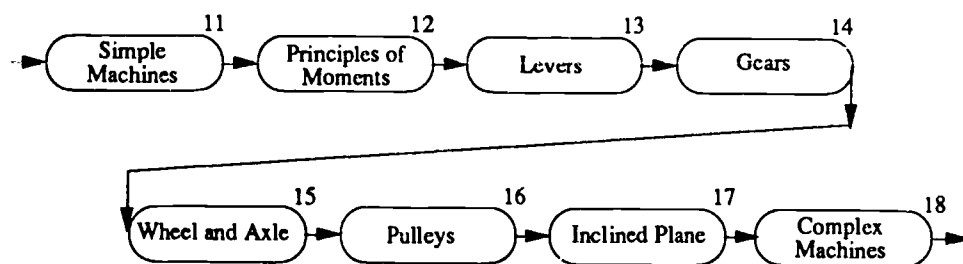 11
Simple
Machines
12
Principles of
Moments
13
Levers
14
Gears
15
Wheel and Axle
16
Pulleys
17
Inclined Plane
18
Complex
Machines